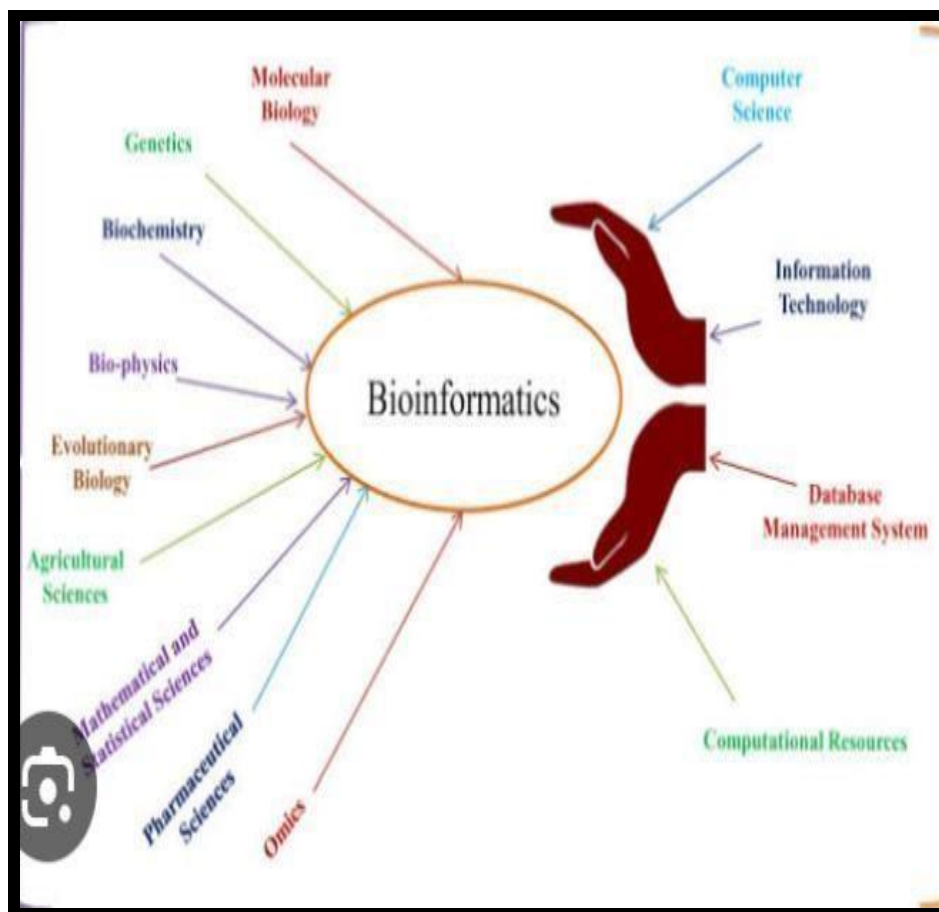 Molecular
Biology
Computer
Science
Genetics
Biochemistry
Information
Technology
Bio-physics
Bioinformatics
Evolutionary
Biology
Database
Management System
Agricultural
Sciences
Mathematical and
Statistical Sciences
Pharmaceutical
Sciences
Omics
Computational Resources